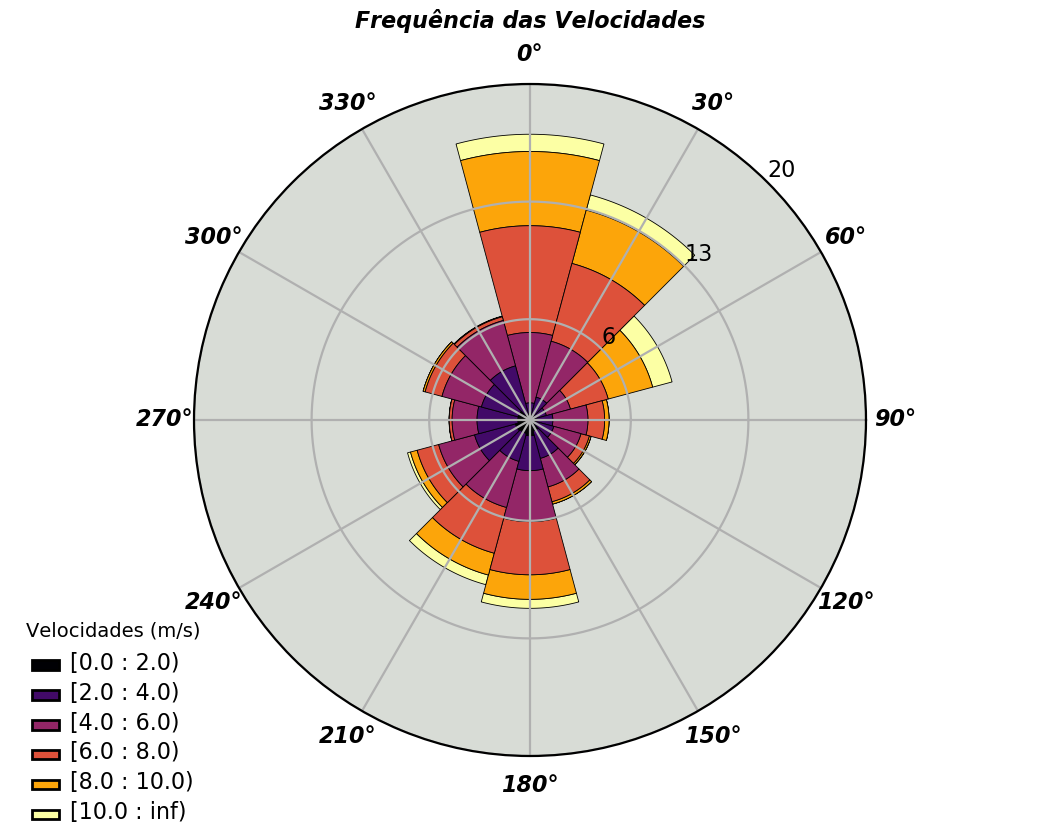 Frequência das Velocidades
0°
330°
30°
20
300°
60°
13
6
270°
90°
240°
120°
210°
150°
180°
Velocidades (m/s)
[0.0 : 2.0)
[2.0 : 4.0)
[4.0 : 6.0)
[6.0 : 8.0)
[8.0 : 10.0)
[10.0 : inf)